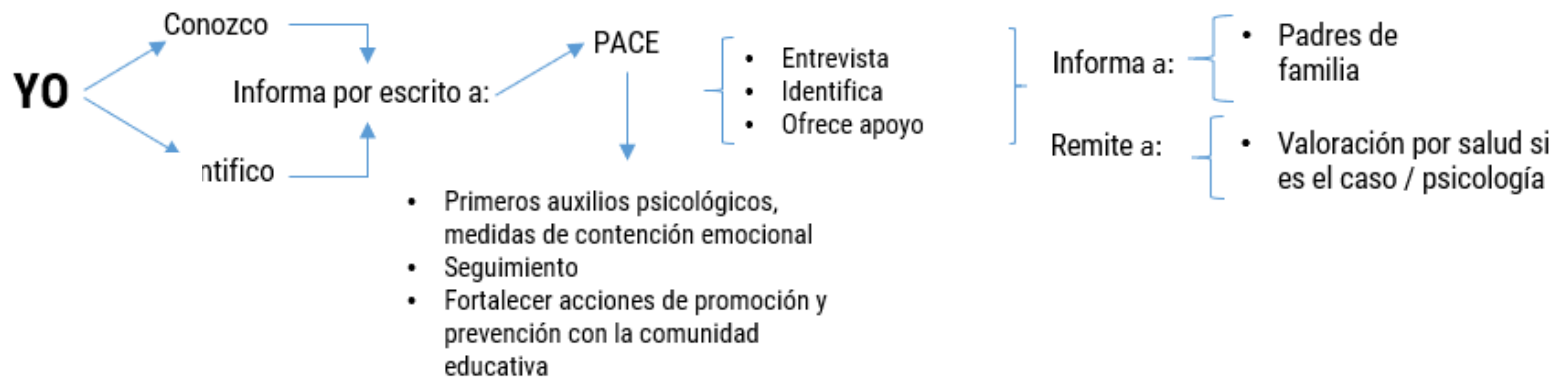 YO
Conozco
ntifico
Informa por escrito a:
PACE
• Primeros auxilios psicológicos,
medidas de contención emocional
• Seguimiento
• Fortalecer acciones de promoción y
prevención con la comunidad
educativa
• Entrevista
• Identifica
• Ofrece apoyo
Informa a:
• Padres de
familia
Remite a:
• Valoración por salud si
es el caso / psicología